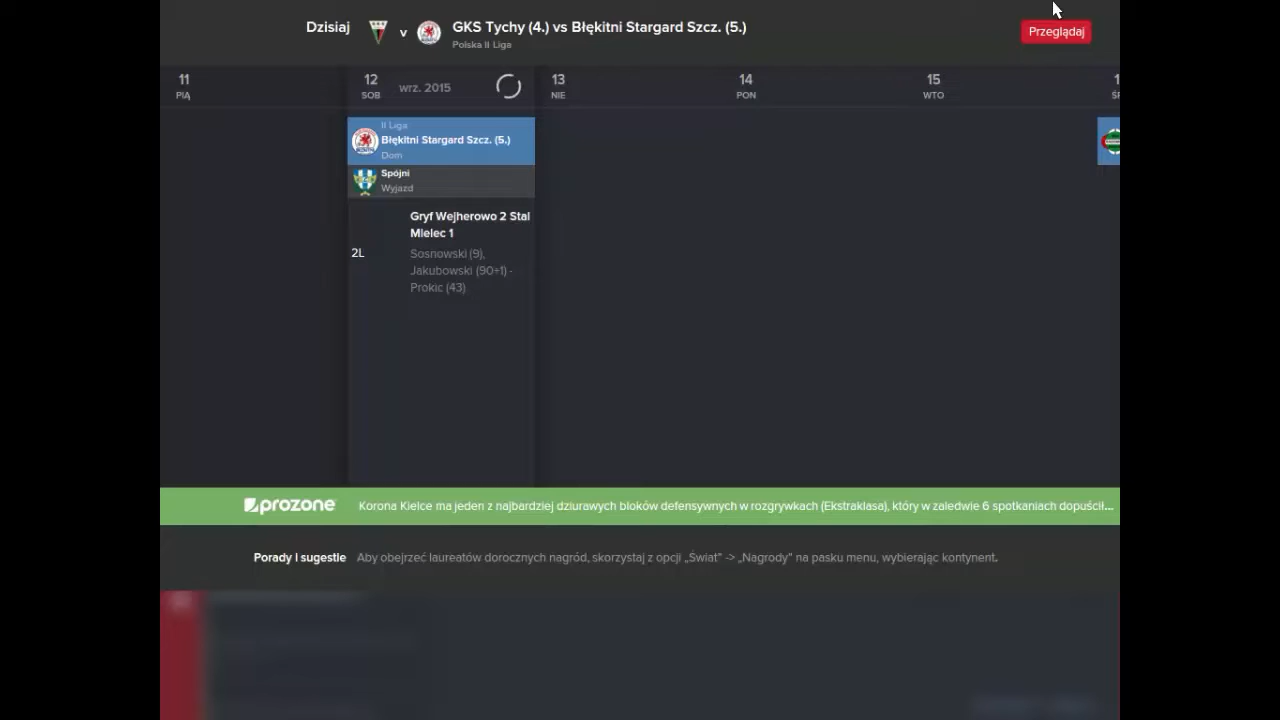 Dzisiaj v GKS Tychy (4.) vs Błękitni Stargard Szcz. (5.)
Polska II Liga
Przeglądaj
11 12 wrz. 2015 13 14 15 1
PIĄ SOB NIE PON WTO ŚR
II Liga
Błękitni Stargard Szcz. (5.)
Dom
Spójni
Wyjazd
Gryf Wejherowo 2 Stal
Mielec 1
2L
Sosnowski (9),
Jakubowski (90+1) -
Prokic (43)
prozone Korona Kielce ma jeden z najbardziej dziurawych bloków defensywnych w rozgrywkach (Ekstraklasa), który w zaledwie 6 spotkaniach dopuścił...
Porady i sugestie Aby obejrzeć laureatów dorocznych nagród, skorzystaj z opcji „Świat” -> „Nagrody” na pasku menu, wybierając kontynent.